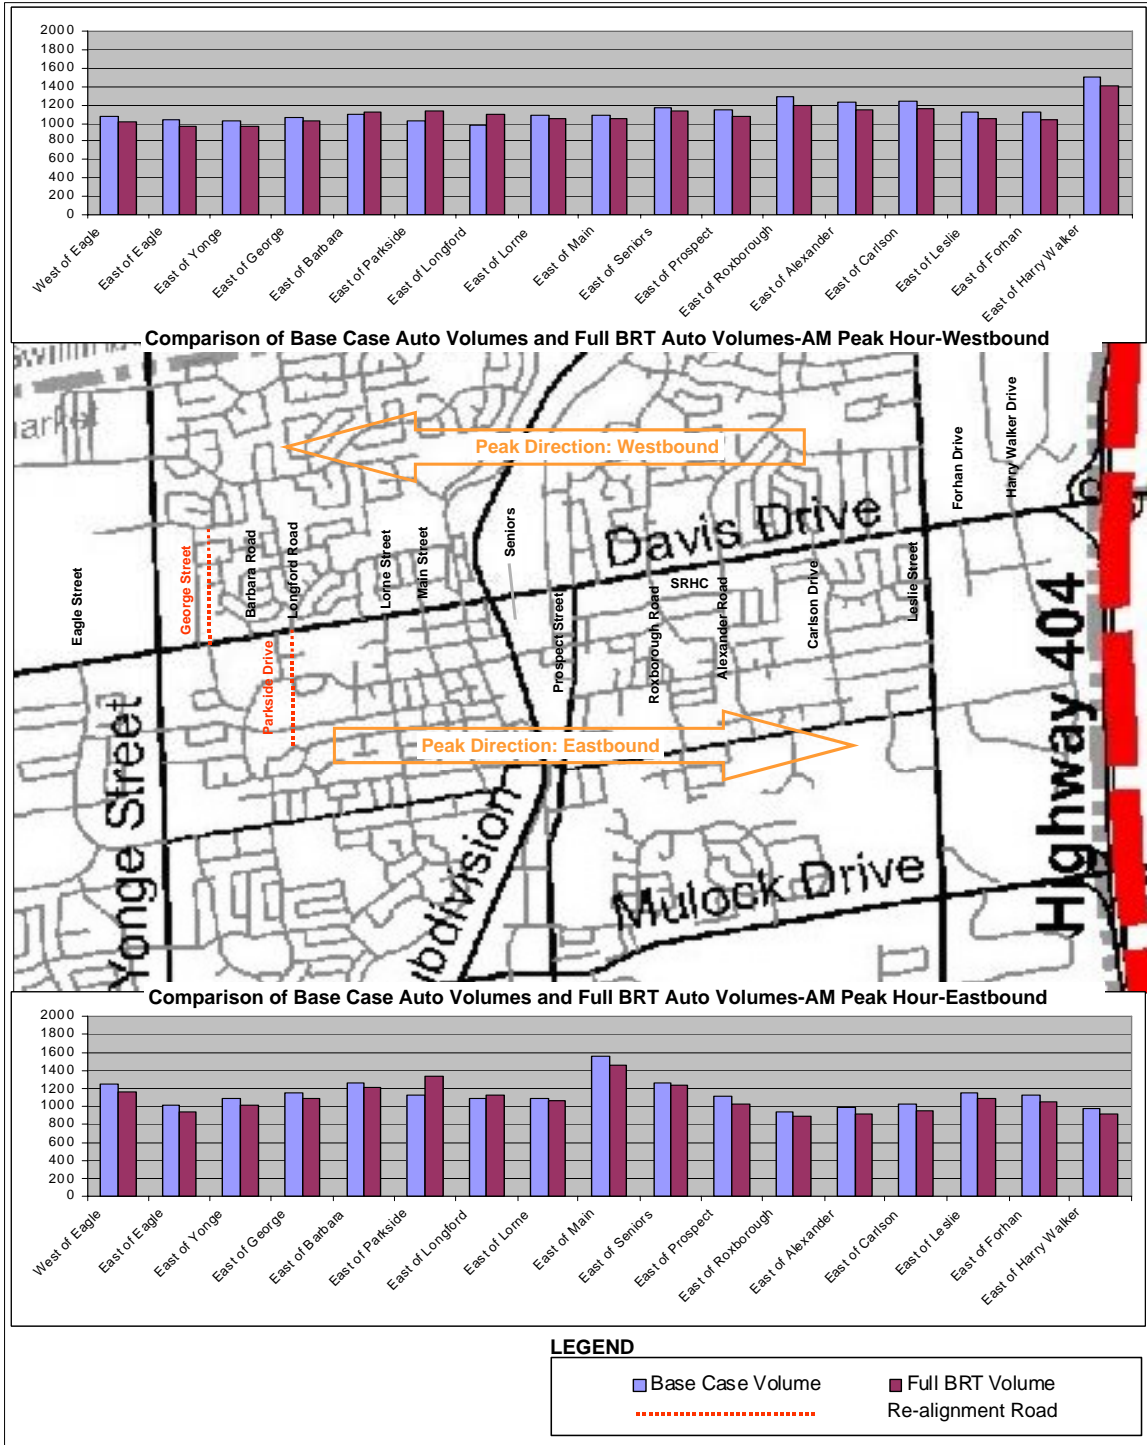 2000
1800
1600
1400
1200
1000
800
600
400
200
0
West of Eagle
East of Eagle
East of Yonge
East of George
East of Barbara
East of Parkside
East of Longford
East of Lorne
East of Main
East of Seniors
East of Prospect
East of Roxborough
East of Alexander
East of Carlson
East of Leslie
East of Forhan
East of Harry Walker
Comparison of Base Case Auto Volumes and Full BRT Auto Volumes-AM Peak Hour-Westbound
Peak Direction: Westbound
Davis Drive
Forhan Drive
Harry Walker Drive
Eagle Street
George Street
Barbara Road
Longford Road
Lorne Street
Main Street
Seniors
SRHC
Prospect Street
Roxborough Road
Alexander Road
Carlson Drive
Leslie Street
Parkside Drive
Peak Direction: Eastbound
Yonge Street
Highway 404
Mulock Drive
bdivision
Comparison of Base Case Auto Volumes and Full BRT Auto Volumes-AM Peak Hour-Eastbound
2000
1800
1600
1400
1200
1000
800
600
400
200
0
West of Eagle
East of Eagle
East of Yonge
East of George
East of Barbara
East of Parkside
East of Longford
East of Lorne
East of Main
East of Seniors
East of Prospect
East of Roxborough
East of Alexander
East of Carlson
East of Leslie
East of Forhan
East of Harry Walker
LEGEND
Base Case Volume
Full BRT Volume
Re-alignment Road